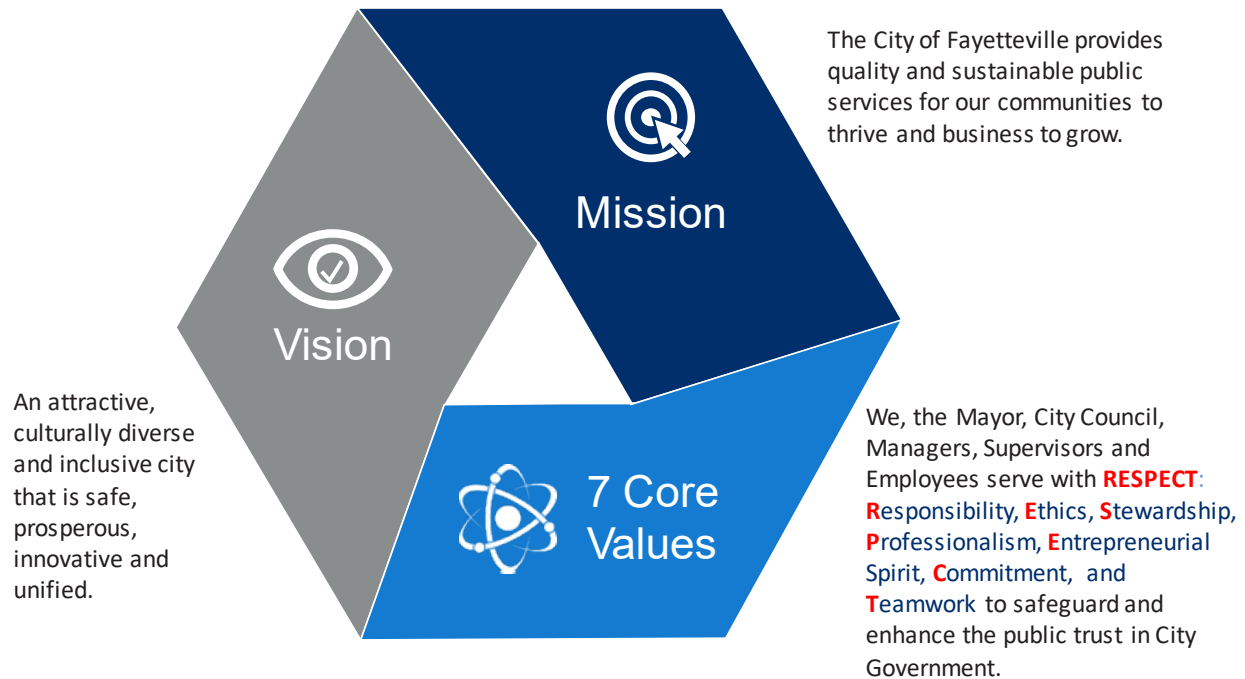 The City of Fayetteville provides
quality and sustainable public
services for our communities to
thrive and business to grow.
Mission
Vision
An attractive,
culturally diverse
and inclusive city
that is safe,
prosperous,
innovative and
unified.
7 Core
Values
We, the Mayor, City Council,
Managers, Supervisors and
Employees serve with RESPECT:
Responsibility, Ethics, Stewardship,
Professionalism, Entrepreneurial
Spirit, Commitment, and
Teamwork to safeguard and
enhance the public trust in City
Government.